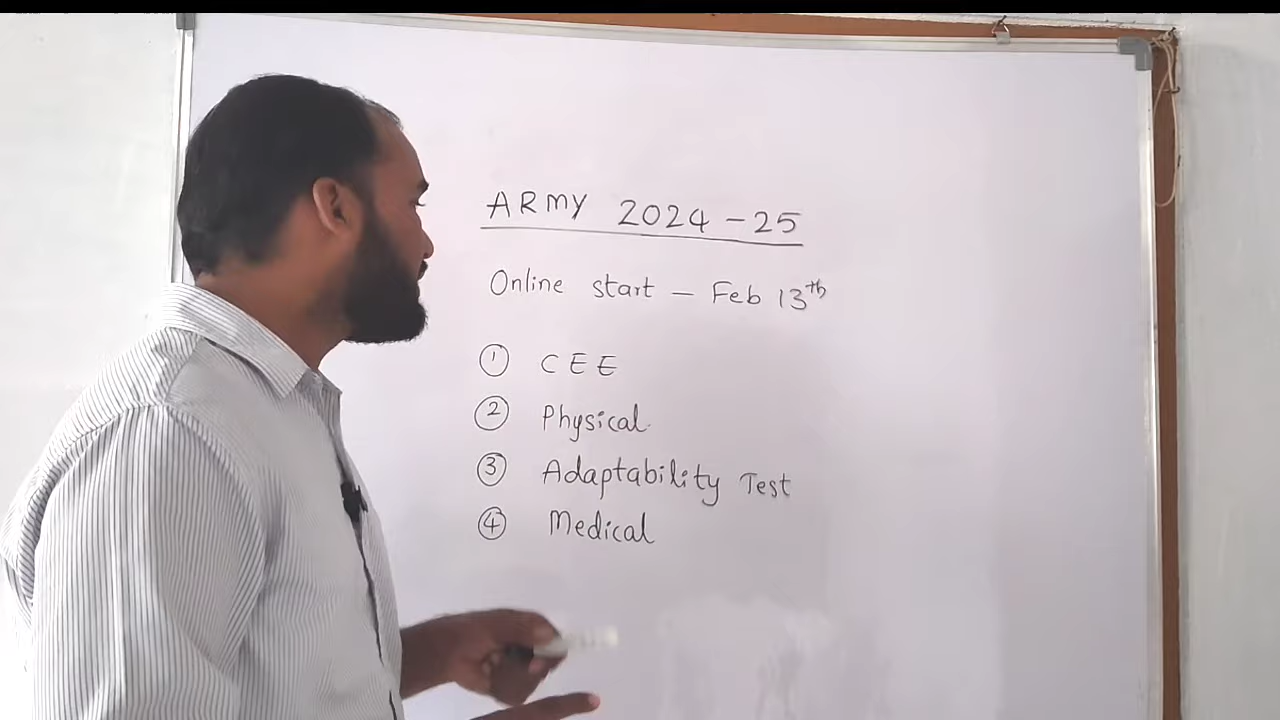 ARMY 2024-25
Online start - Feb 13th
① CEE
② Physical
③ Adaptability Test
④ Medical